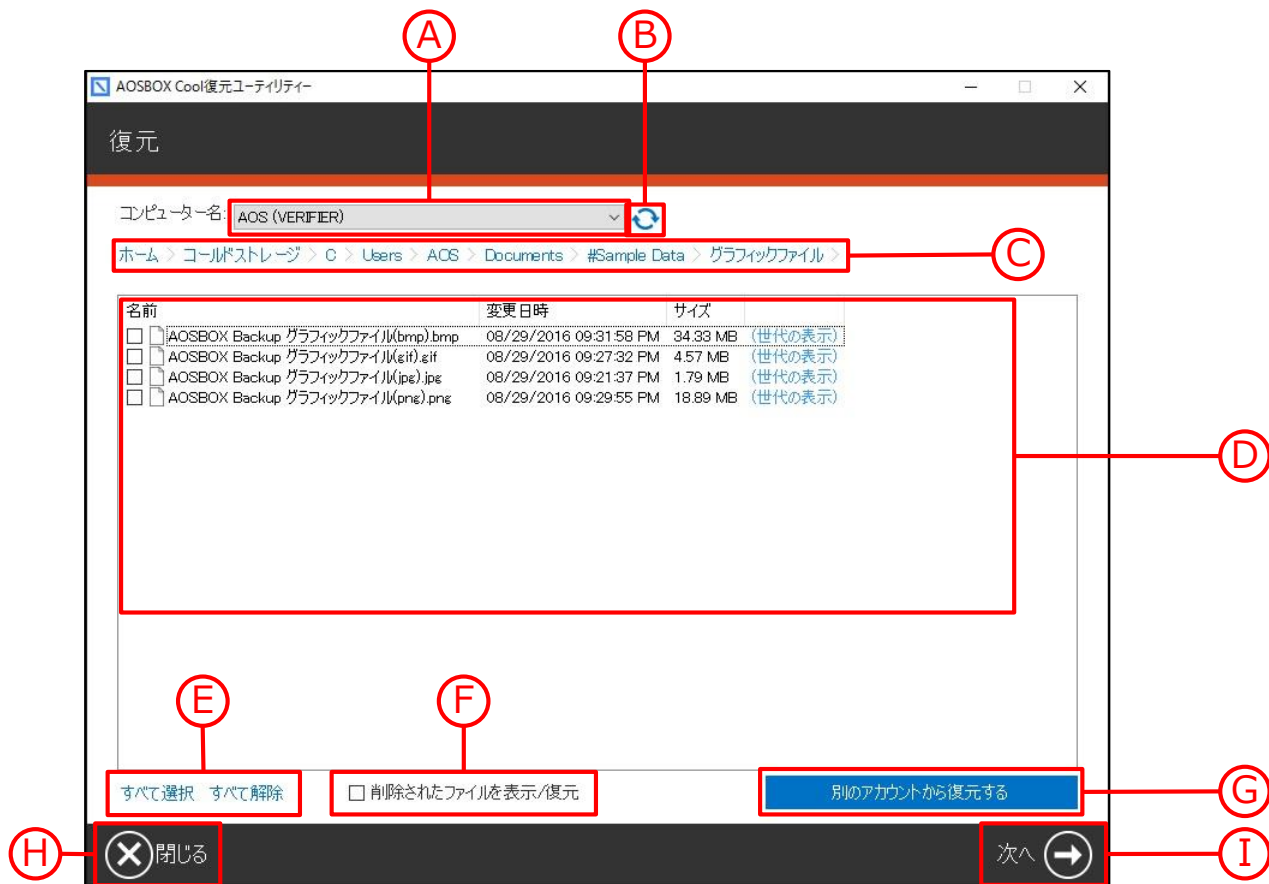 A B
AOSBOX Cool復元ユーティリティー
復元
コンピューター名: AOS (VERIFIER)
ホーム > コールドストレージ > C > Users > AOS > Documents > #Sample Data > グラフィックファイル >
C
名前 変更日時 サイズ
AOSBOX Backup グラフィックファイル(bmp).bmp 08/29/2016 09:31:58 PM 34.33 MB (世代の表示)
AOSBOX Backup グラフィックファイル(gif).gif 08/29/2016 09:27:32 PM 4.57 MB (世代の表示)
AOSBOX Backup グラフィックファイル(jpg).jpg 08/29/2016 09:21:37 PM 1.79 MB (世代の表示)
AOSBOX Backup グラフィックファイル(png).png 08/29/2016 09:29:55 PM 18.89 MB (世代の表示)
D
E F
すべて選択 すべて解除 削除されたファイルを表示/復元 別のアカウントから復元する G
H 閉じる 次へ I